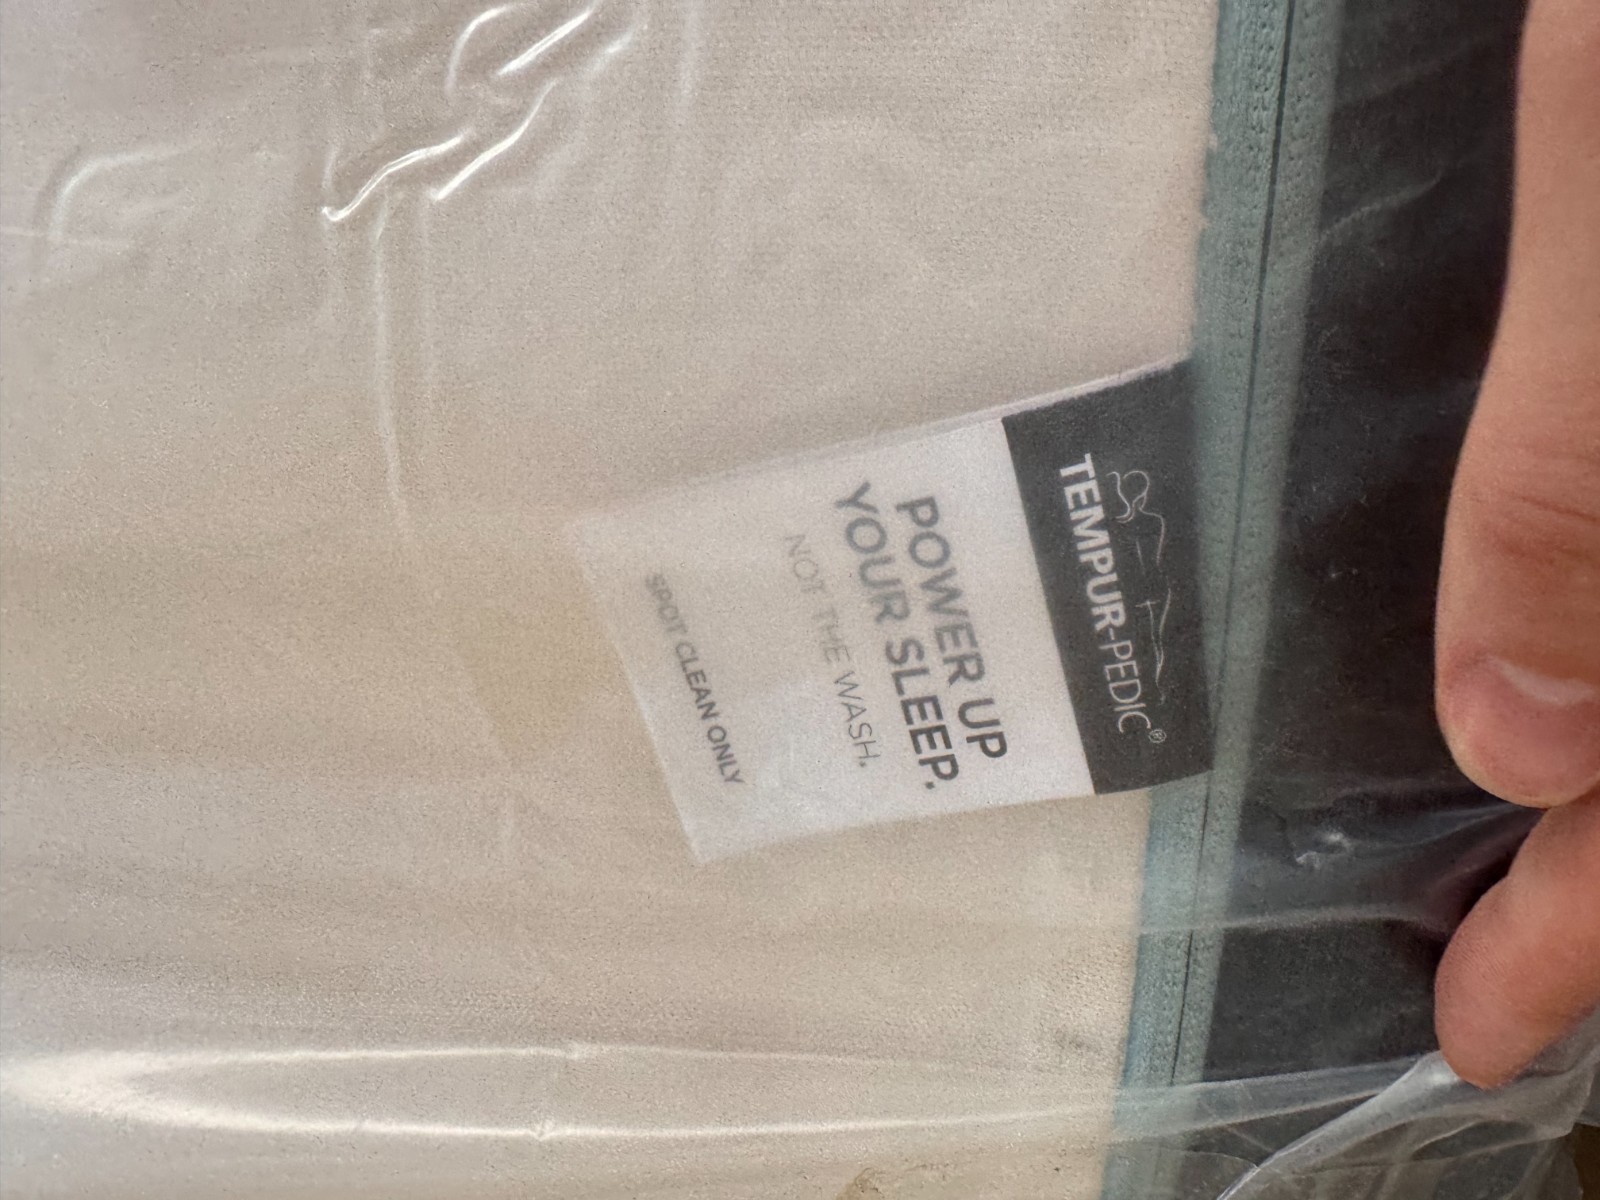 TEMPUR-PEDIC®
POWER UP
YOUR SLEEP.
NOT THE WASH.
SPOT CLEAN ONLY